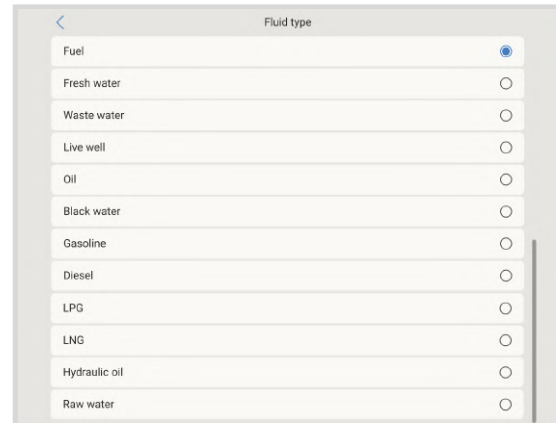 Fluid type
Fuel
Fresh water
Waste water
Live well
Oil
Black water
Gasoline
Diesel
LPG
LNG
Hydraulic oil
Raw water